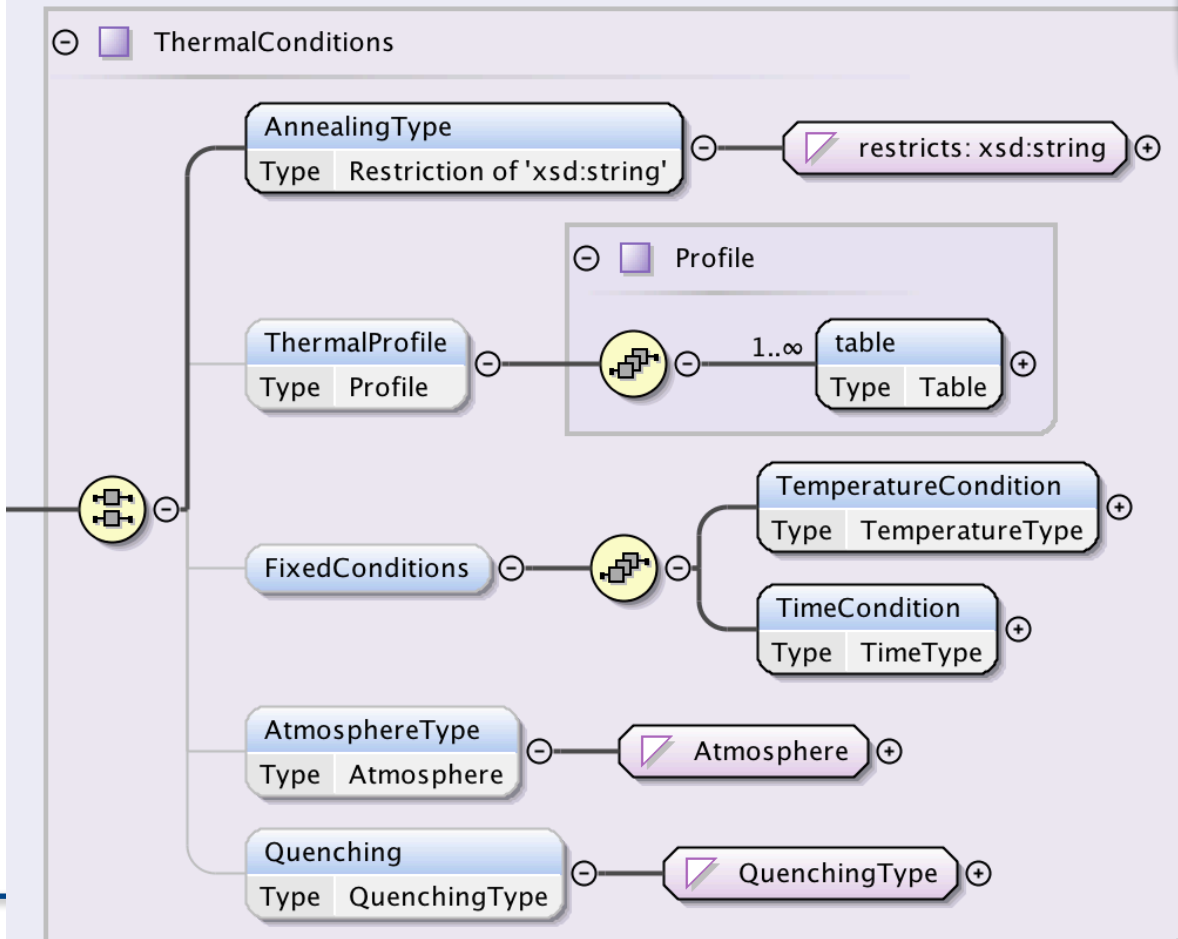 ThermalConditions
AnnealingType
Type Restriction of 'xsd:string'
restricts: xsd:string
Profile
ThermalProfile
Type Profile
1..∞
table
Type Table
TemperatureCondition
Type TemperatureType
FixedConditions
TimeCondition
Type TimeType
AtmosphereType
Type Atmosphere
Atmosphere
Quenching
Type QuenchingType
QuenchingType